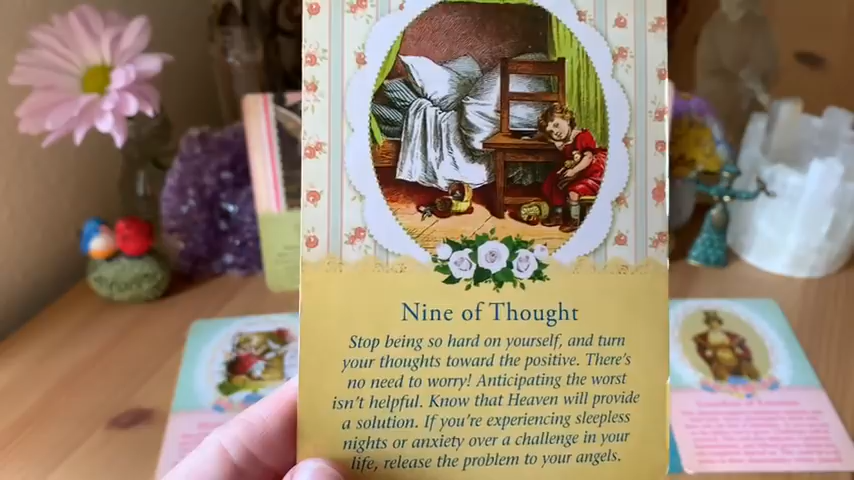 Nine of Thought
Stop being so hard on yourself, and turn
your thoughts toward the positive. There's
no need to worry! Anticipating the worst
isn't helpful. Know that Heaven will provide
a solution. If you're experiencing sleepless
nights or anxiety over a challenge in your
life, release the problem to your angels.